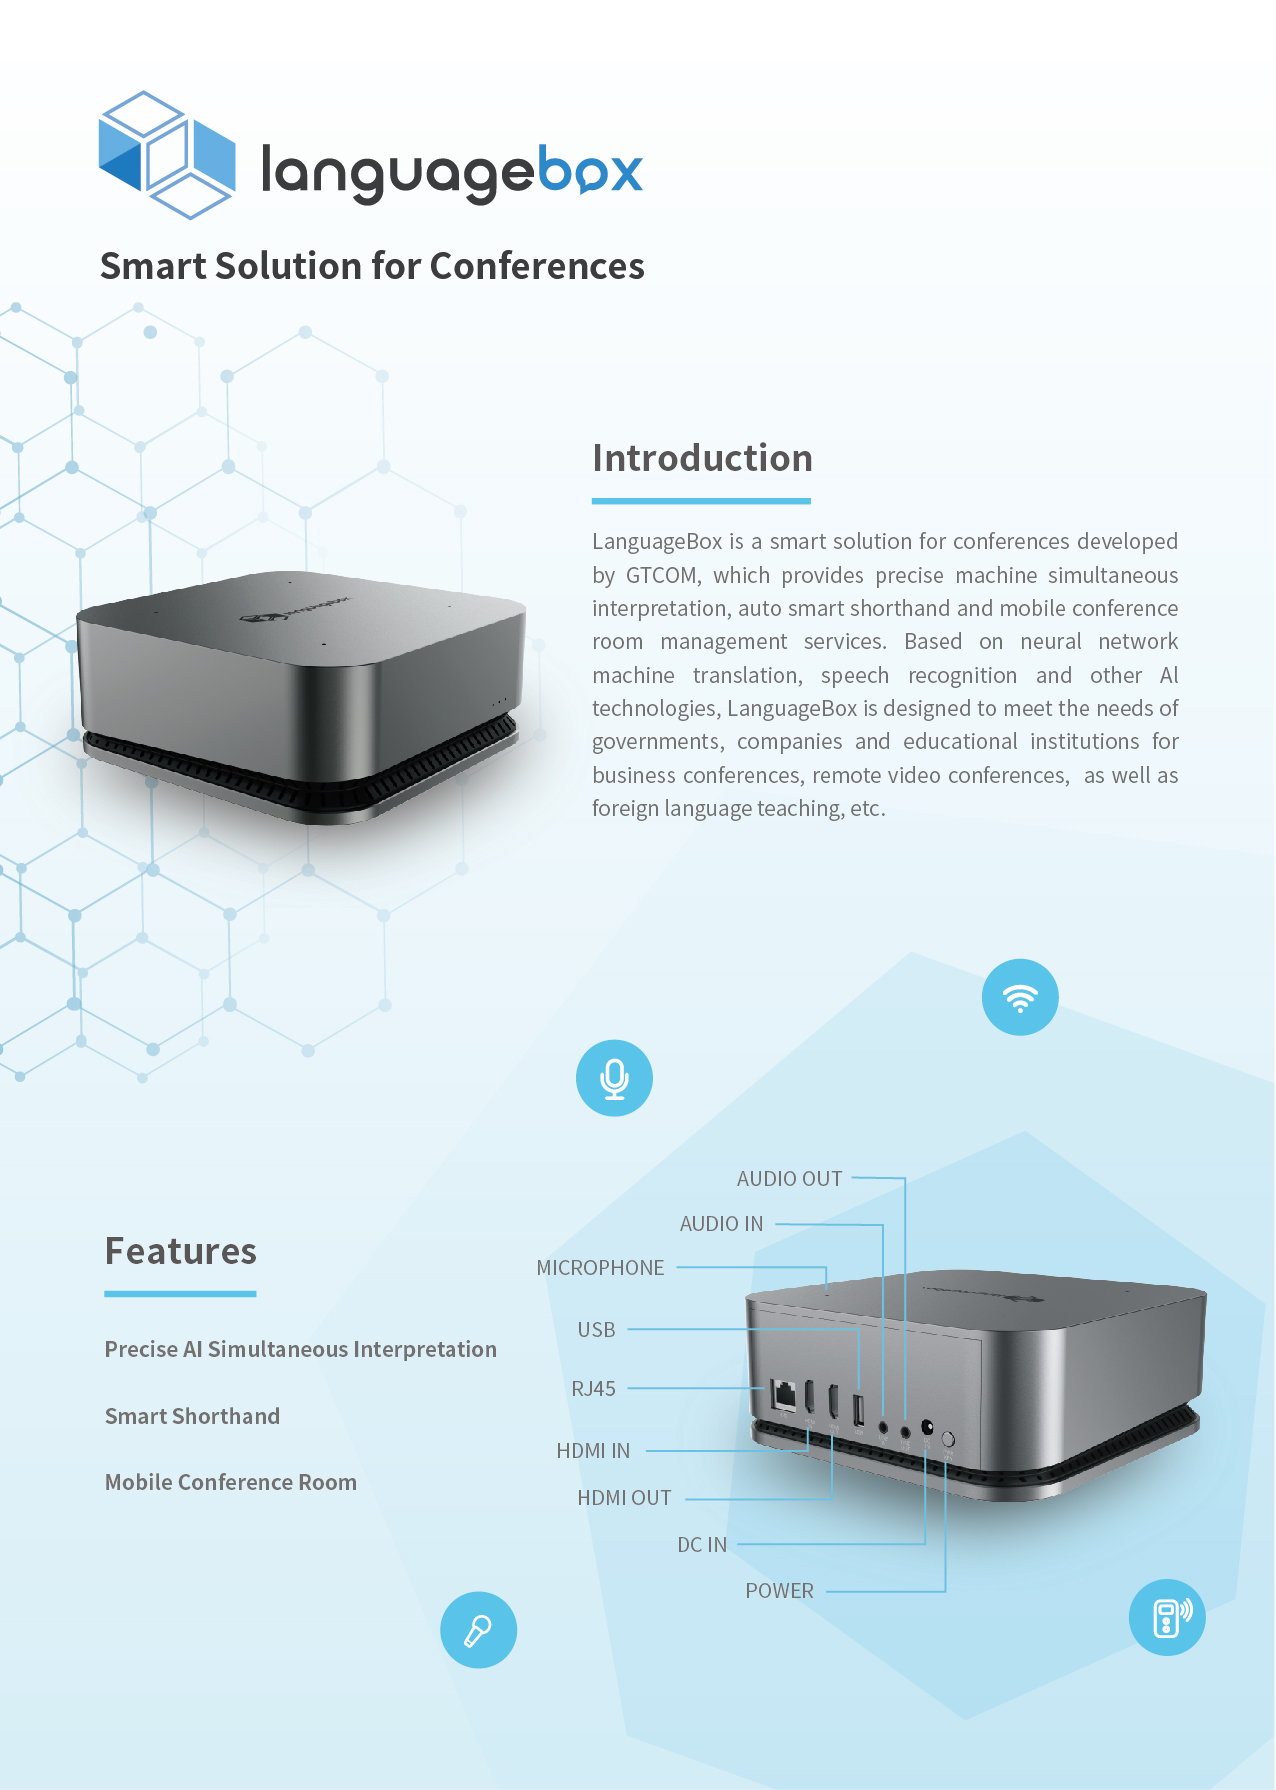 languagebox
Smart Solution for Conferences
Introduction
LanguageBox is a smart solution for conferences developed
by GTCOM, which provides precise machine simultaneous
interpretation, auto smart shorthand and mobile conference
room management services. Based on neural network
machine translation, speech recognition and other Al
technologies, LanguageBox is designed to meet the needs of
governments, companies and educational institutions for
business conferences, remote video conferences, as well as
foreign language teaching, etc.
Features
Precise AI Simultaneous Interpretation
Smart Shorthand
Mobile Conference Room
AUDIO OUT
AUDIO IN
MICROPHONE
USB
RJ45
HDMI IN
HDMI OUT
DC IN
POWER